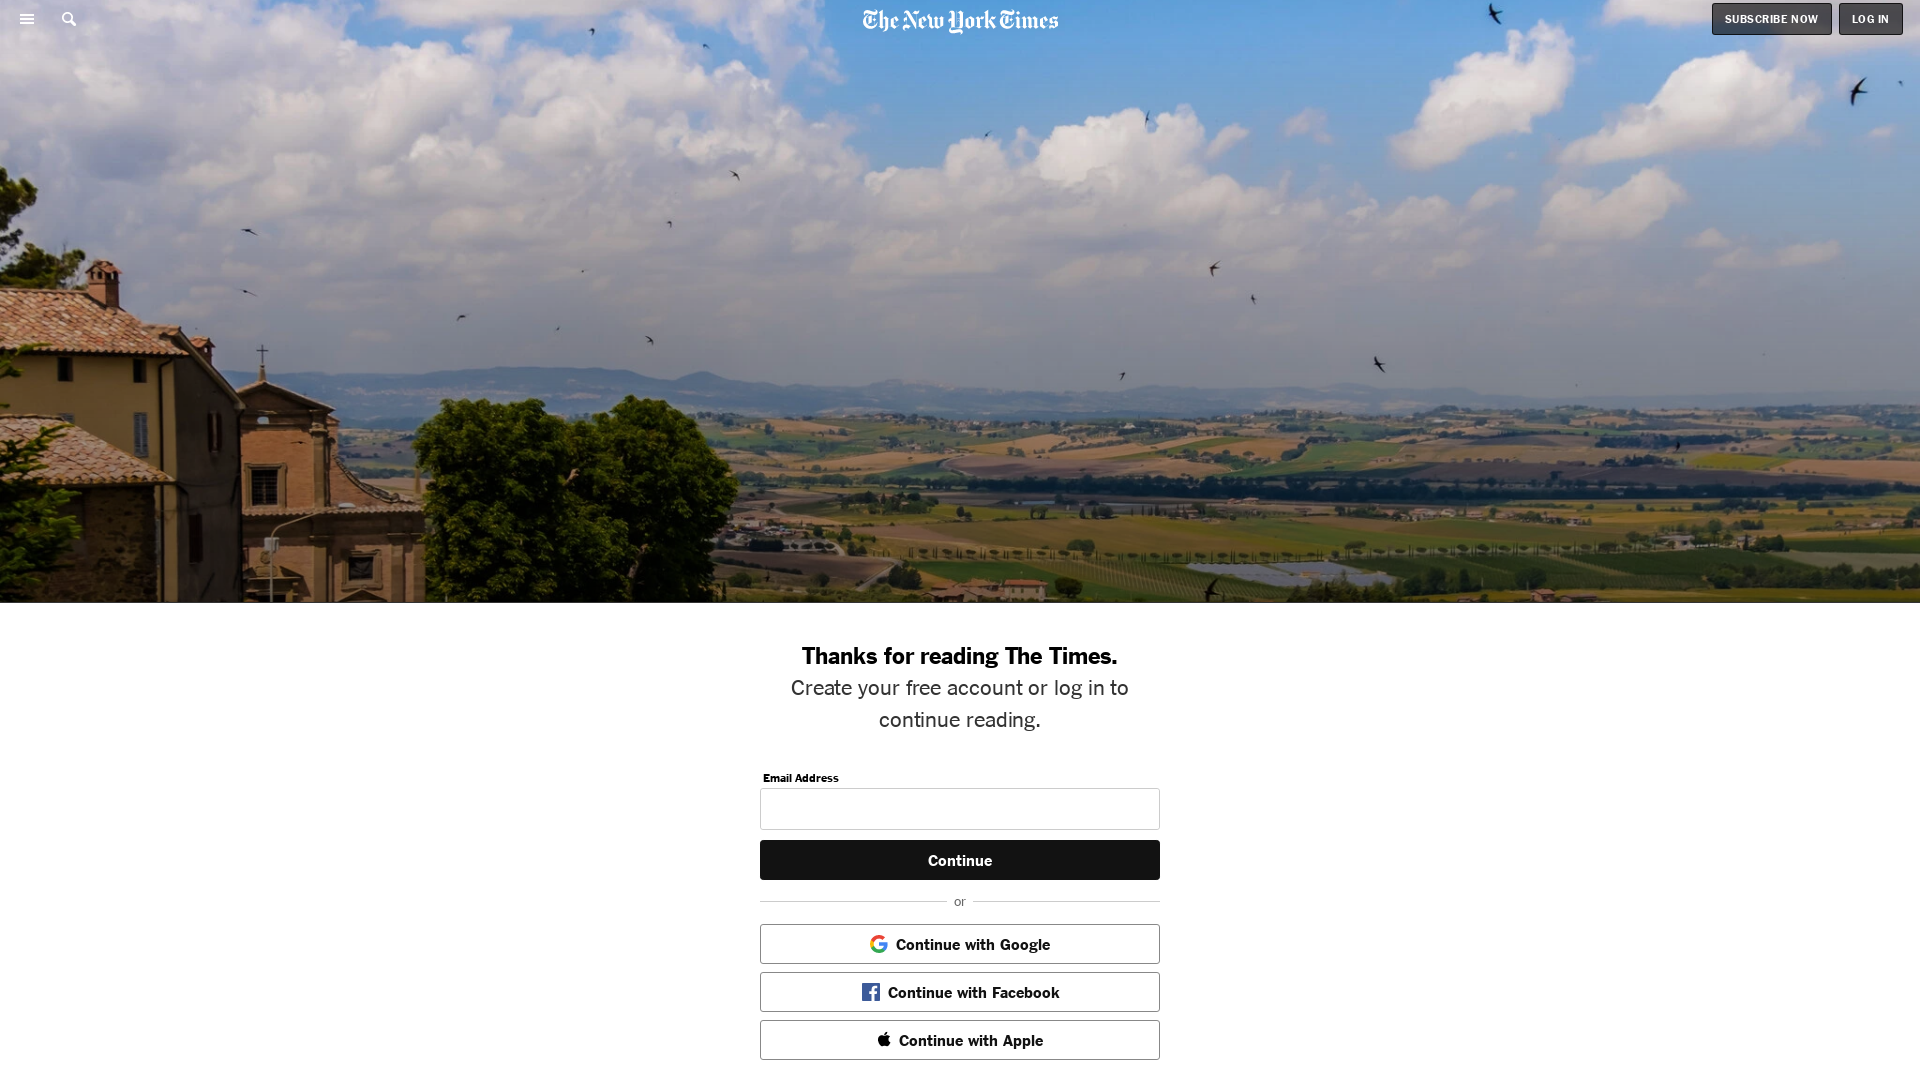 The New York Times
SUBSCRIBE NOW
LOG IN
Thanks for reading The Times.
Create your free account or log in to
continue reading.
Email Address
Continue
or
Continue with Google
Continue with Facebook
Continue with Apple